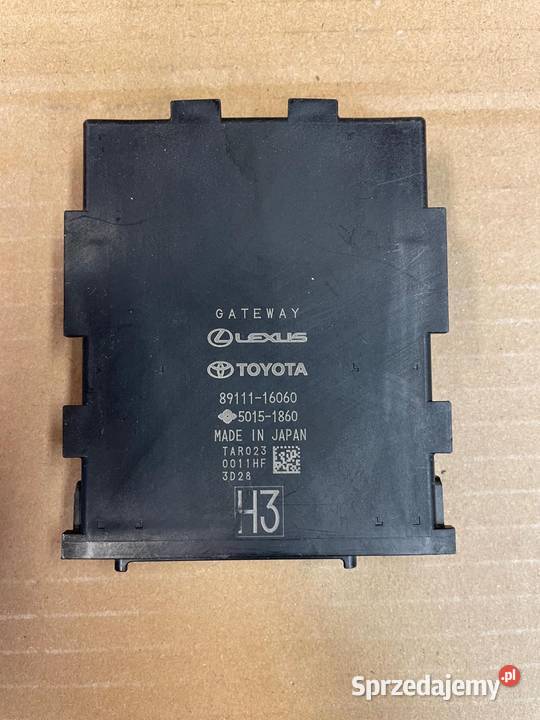 GATEWAY
LEXUS
TOYOTA
89111-16060
5015-1860
MADE IN JAPAN
TAR023
0011HF
3D28
H3
Sprzedajemy.pl